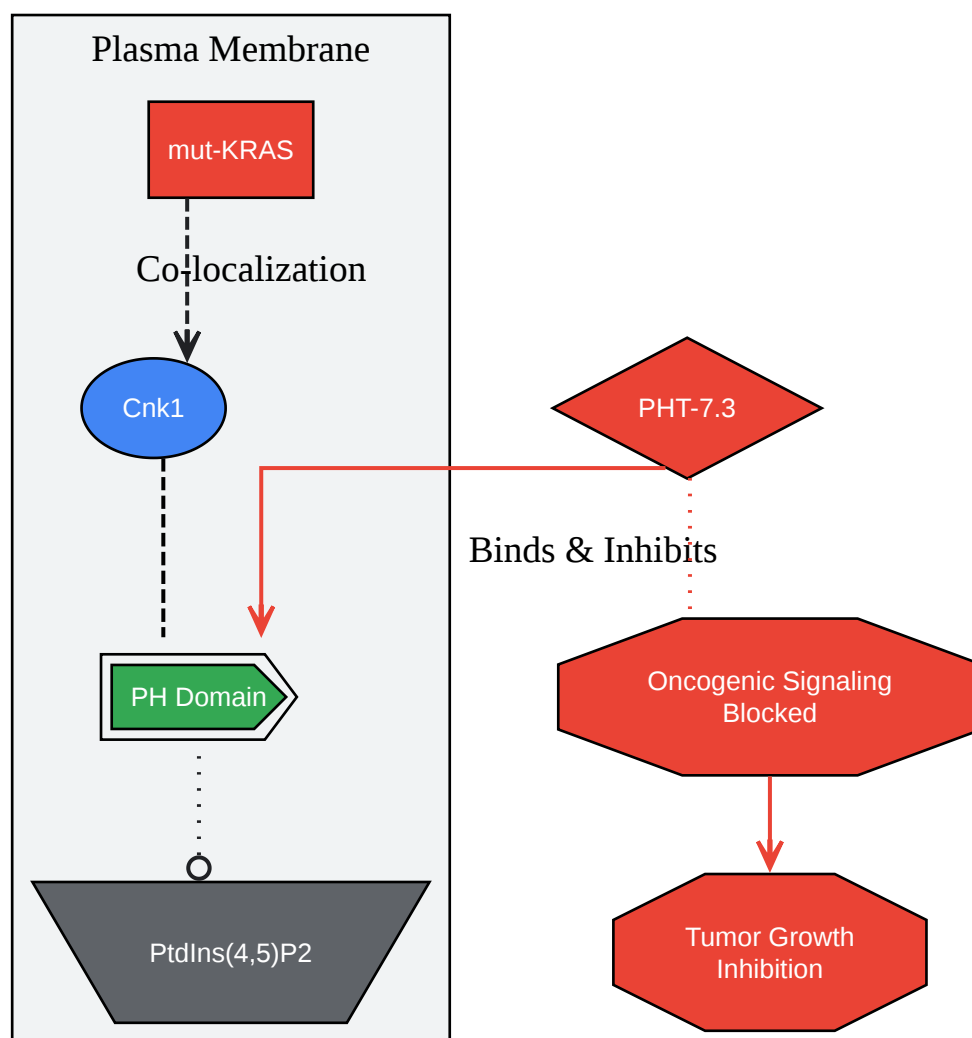 Plasma Membrane
mut-KRAS
Co-localization
Cnk1
PHT-7.3
Binds & Inhibits
PH Domain
Oncogenic Signaling
Blocked
PtdIns(4,5)P2
Tumor Growth
Inhibition